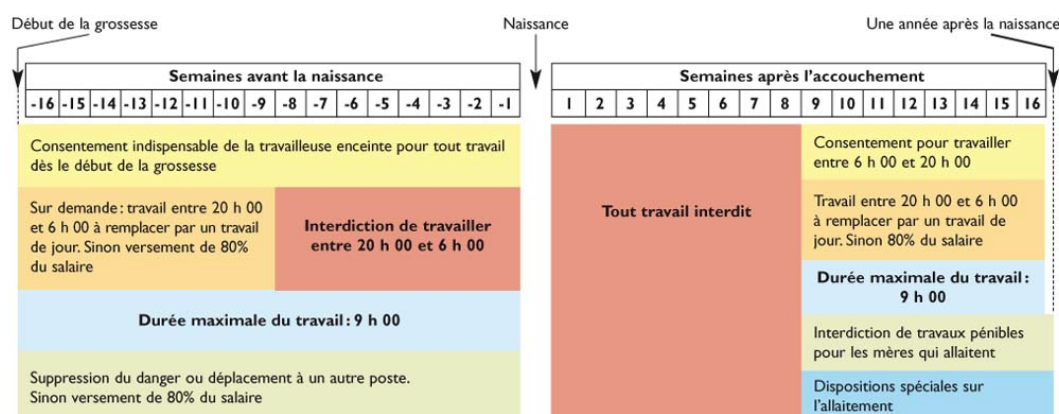 Début de la grossesse
Naissance
Une année après la naissance
Semaines avant la naissance
-16 -15 -14 -13 -12 -11 -10 -9 -8 -7 -6 -5 -4 -3 -2 -1
Semaines après l'accouchement
1 2 3 4 5 6 7 8 9 10 11 12 13 14 15 16
Consentement indispensable de la travailleuse enceinte pour tout travail
dès le début de la grossesse
Sur demande : travail entre 20 h 00
et 6 h 00 à remplacer par un travail
de jour. Sinon versement de 80%
du salaire
Interdiction de travailler
entre 20 h 00 et 6 h 00
Durée maximale du travail : 9 h 00
Suppression du danger ou déplacement à un autre poste.
Sinon versement de 80% du salaire
Tout travail interdit
Consentement pour travailler
entre 6 h 00 et 20 h 00
Travail entre 20 h 00 et 6 h 00
à remplacer par un travail de
jour. Sinon 80% du salaire
Durée maximale du travail :
9 h 00
Interdiction de travaux pénibles
pour les mères qui allaitent
Dispositions spéciales sur
l'allaitement